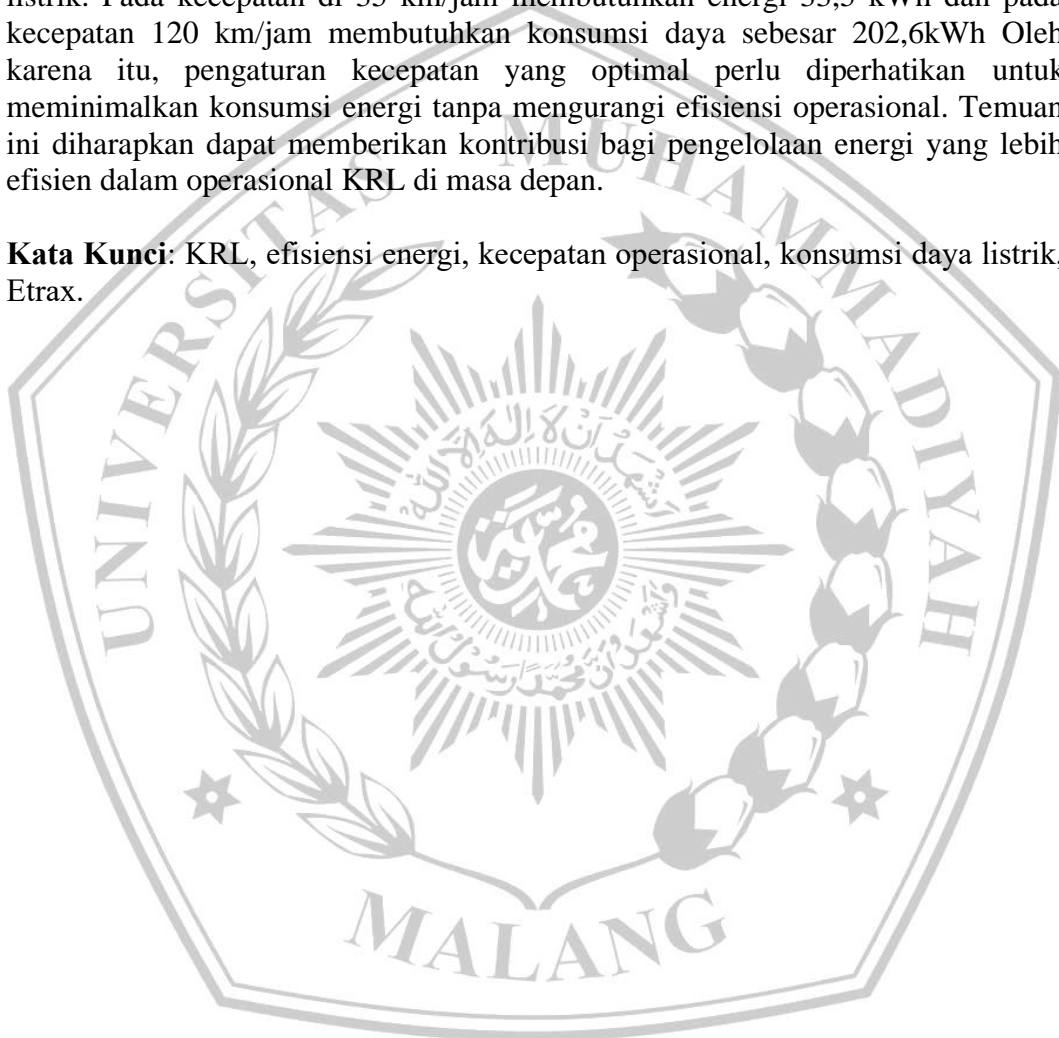 listrik. Pada kecepatan di 35 km/jam membutuhkan energi 33,5 kWh dan pada
kecepatan 120 km/jam membutuhkan konsumsi daya sebesar 202,6kWh Oleh
karena itu, pengaturan kecepatan yang optimal perlu diperhatikan untuk
meminimalkan konsumsi energi tanpa mengurangi efisiensi operasional. Temuan
ini diharapkan dapat memberikan kontribusi bagi pengelolaan energi yang lebih
efisien dalam operasional KRL di masa depan.
Kata Kunci: KRL, efisiensi energi, kecepatan operasional, konsumsi daya listrik,
Etrax.
UNIVERSITAS MUHAMMADIYAH
MALANG